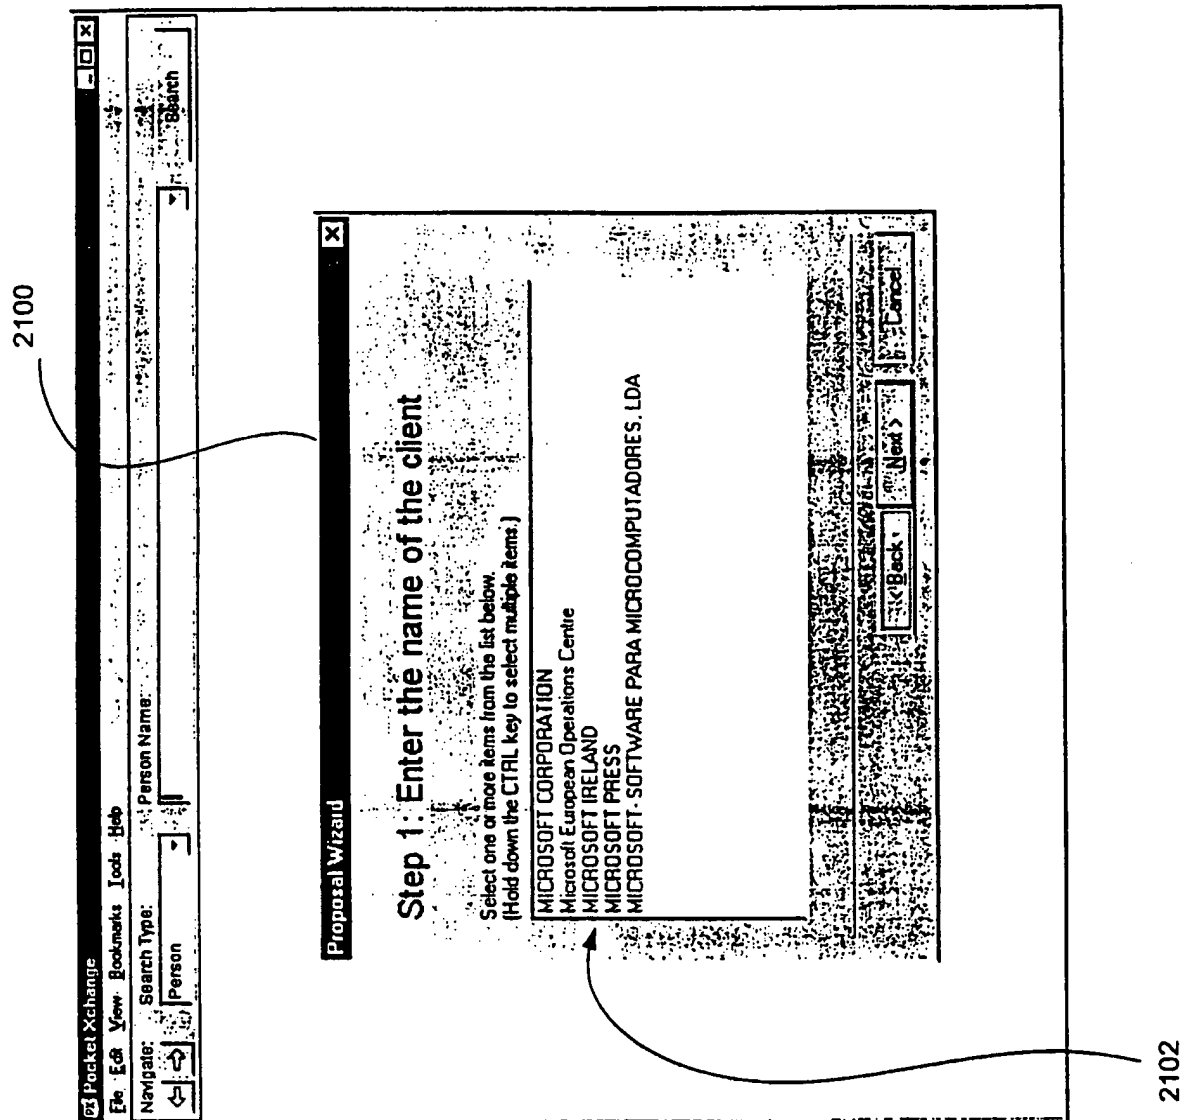 Pocket Xchange
File Edit View Bookmarks Tools Help
Navigate: Search Type: Person Name:
Person Search
2100
Proposal Wizard
Step 1: Enter the name of the client
Select one or more items from the list below.
(Hold down the CTRL key to select multiple items.)
MICROSOFT CORPORATION
Microsoft European Operations Centre
MICROSOFT IRELAND
MICROSOFT PRESS
MICROSOFT - SOFTWARE PARA MICROCOMPUTADORES, LDA
< Back Next > Cancel
2102